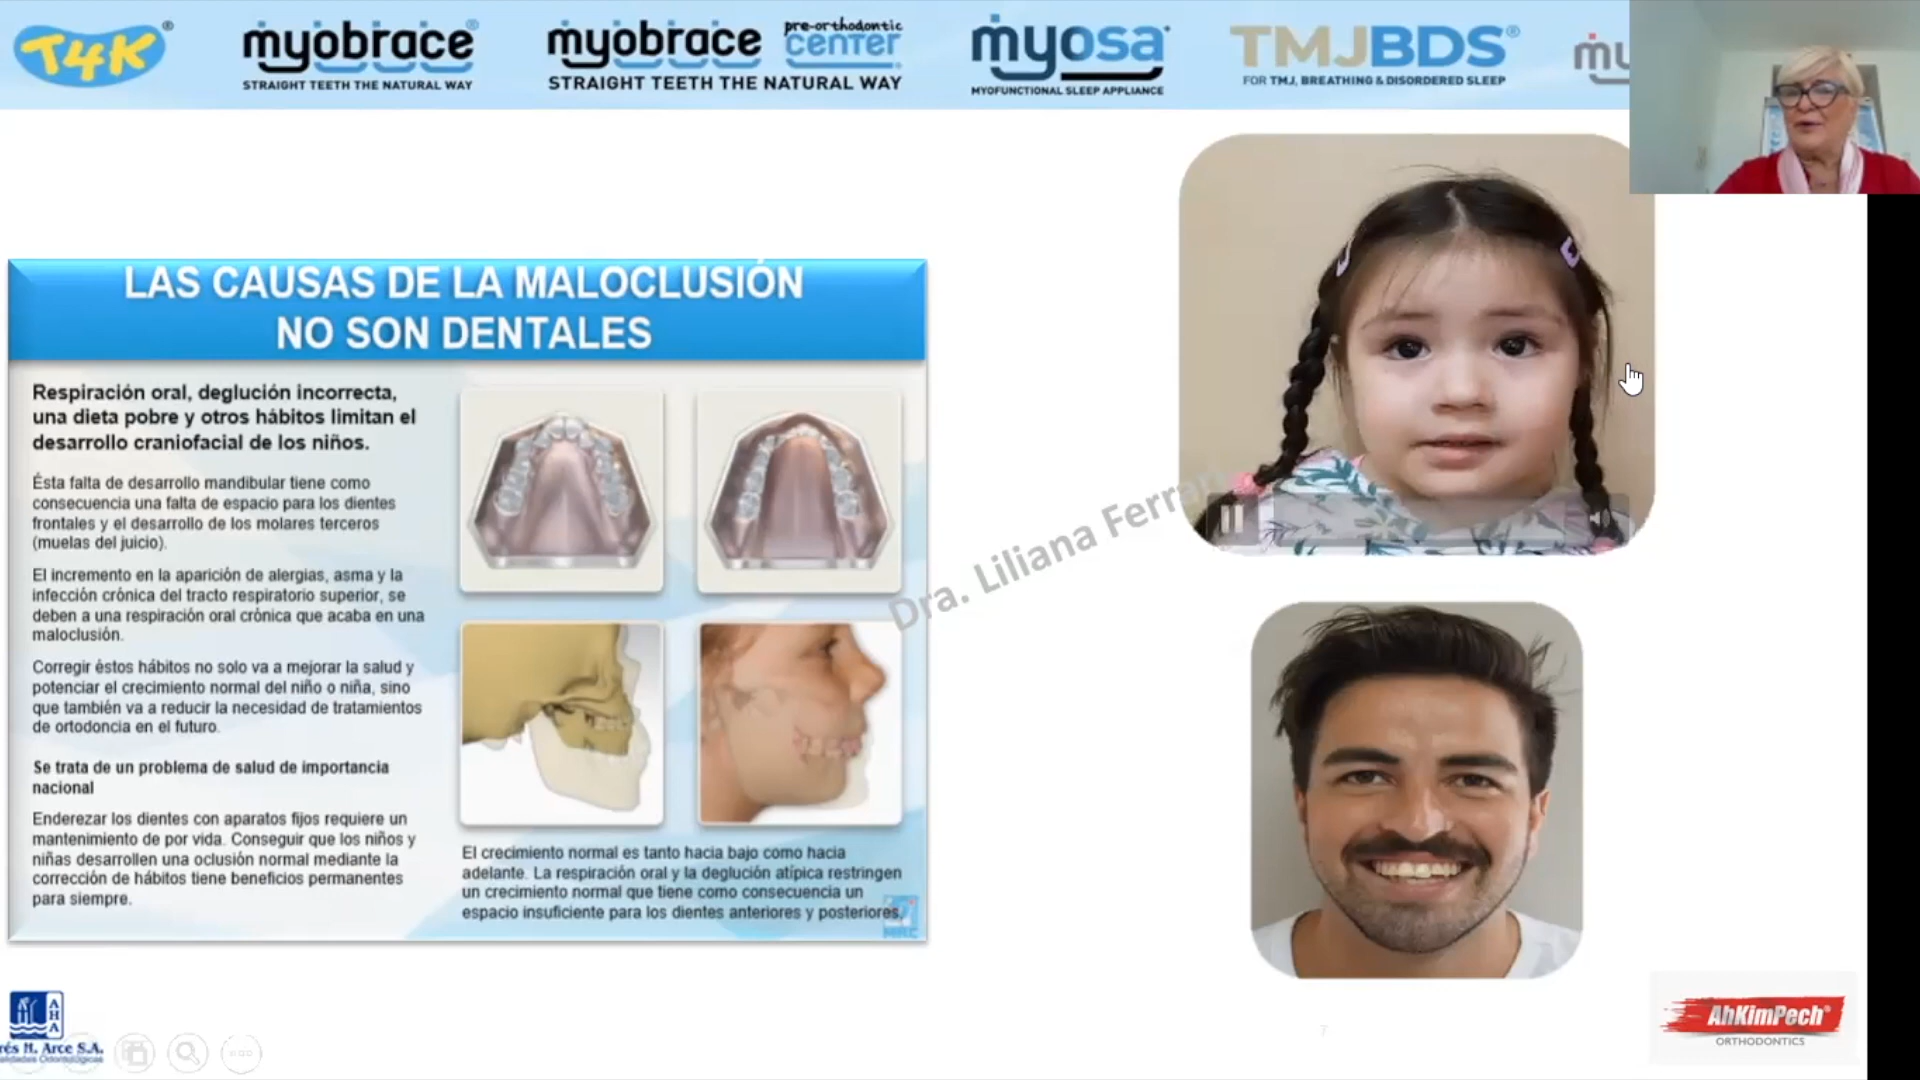 T4K®
myobrace®
STRAIGHT TEETH THE NATURAL WAY
myobrace pre-orthodontic center®
STRAIGHT TEETH THE NATURAL WAY
myosa®
MYOFUNCTIONAL SLEEP APPLIANCE
TMJBDS®
FOR TMJ, BREATHING & DISORDERED SLEEP
LAS CAUSAS DE LA MALOCLUSIÓN
NO SON DENTALES
Respiración oral, deglución incorrecta,
una dieta pobre y otros hábitos limitan el
desarrollo craniofacial de los niños.
Ésta falta de desarrollo mandibular tiene como
consecuencia una falta de espacio para los dientes
frontales y el desarrollo de los molares terceros
(muelas del juicio).
El incremento en la aparición de alergias, asma y la
infección crónica del tracto respiratorio superior, se
deben a una respiración oral crónica que acaba en una
maloclusión.
Corregir éstos hábitos no solo va a mejorar la salud y
potenciar el crecimiento normal del niño o niña, sino
que también va a reducir la necesidad de tratamientos
de ortodoncia en el futuro.
Se trata de un problema de salud de importancia
nacional
Enderezar los dientes con aparatos fijos requiere un
mantenimiento de por vida. Conseguir que los niños y
niñas desarrollen una oclusión normal mediante la
corrección de hábitos tiene beneficios permanentes
para siempre.
El crecimiento normal es tanto hacia bajo como hacia
adelante. La respiración oral y la deglución atípica restringen
un crecimiento normal que tiene como consecuencia un
espacio insuficiente para los dientes anteriores y posteriores.
MRC
Dra. Liliana Ferrari
AHA
rés H. Arce S.A.
7
AhKimPech®
ORTHODONTICS